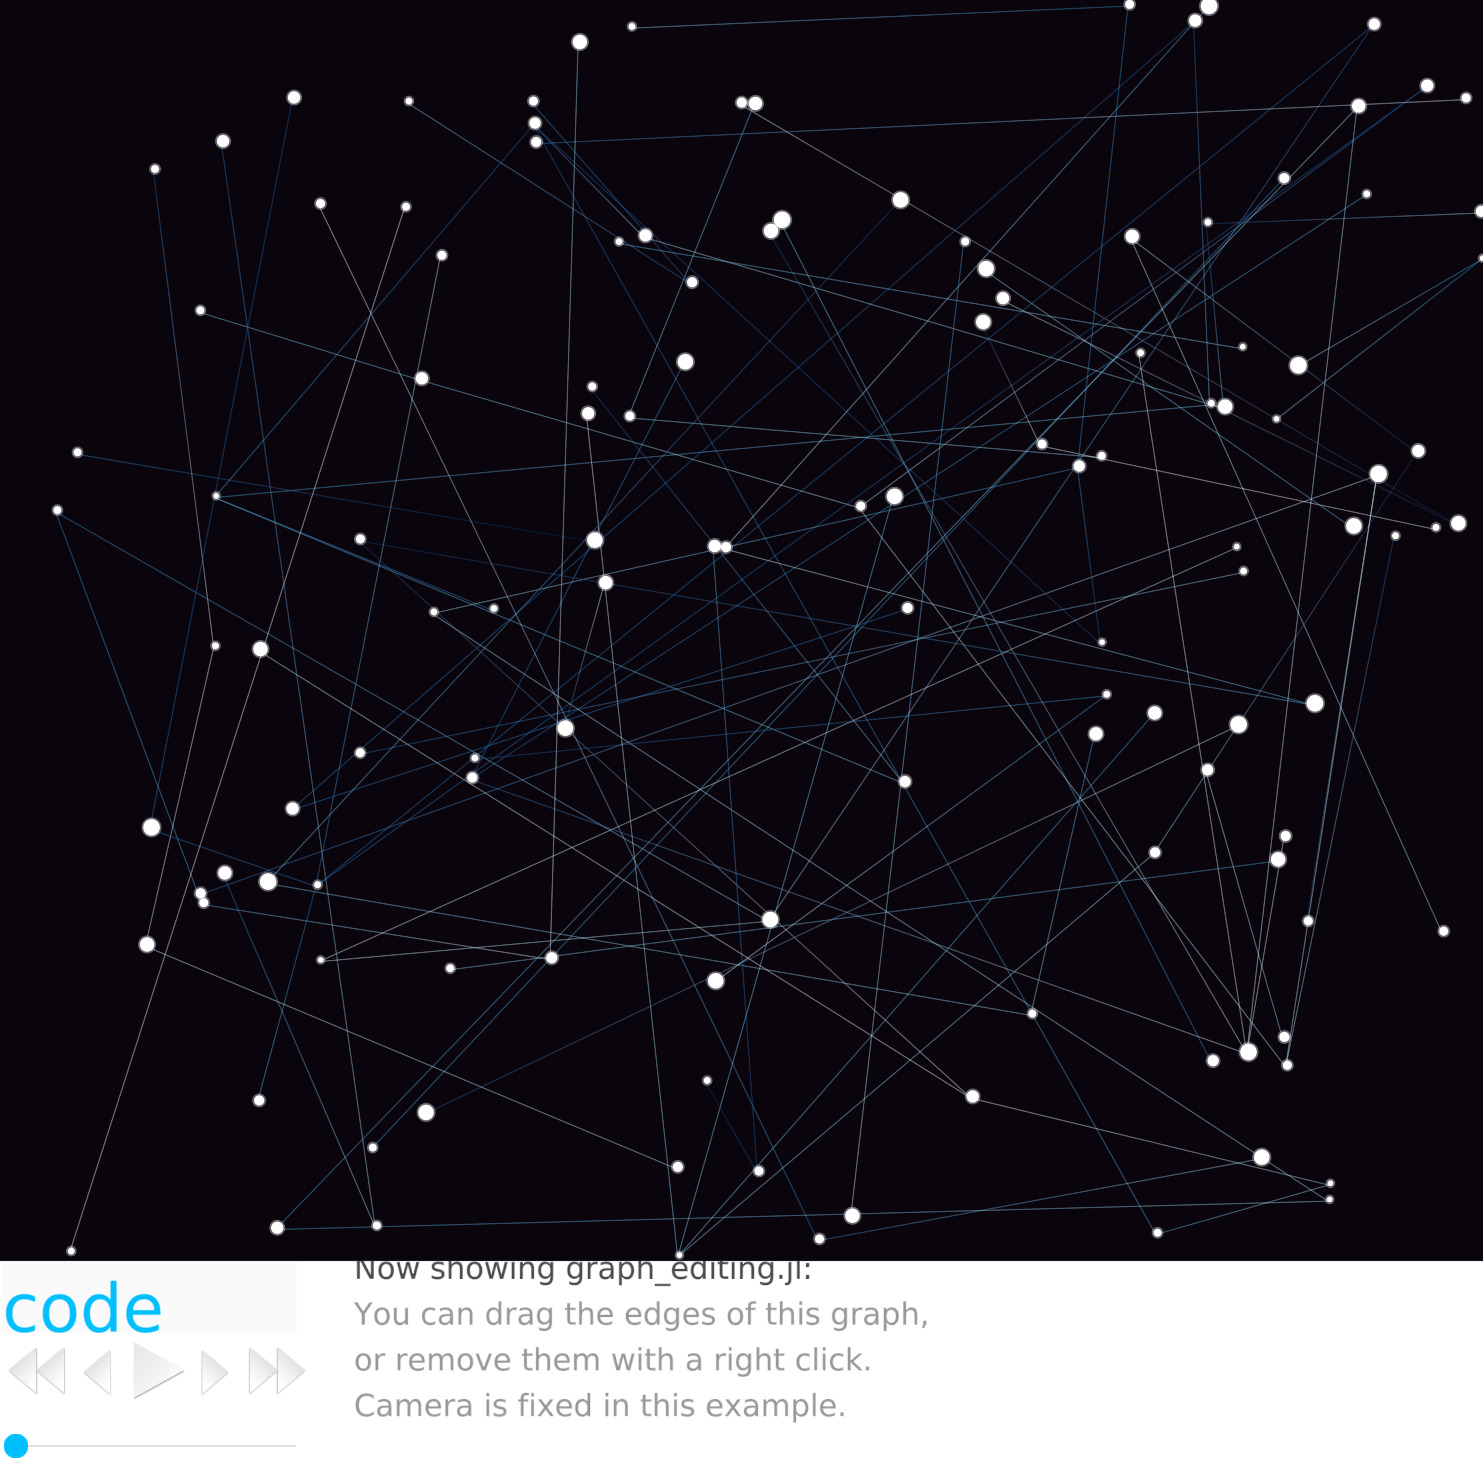 Now showing graph_editing.jl:
code
You can drag the edges of this graph,
or remove them with a right click.
Camera is fixed in this example.